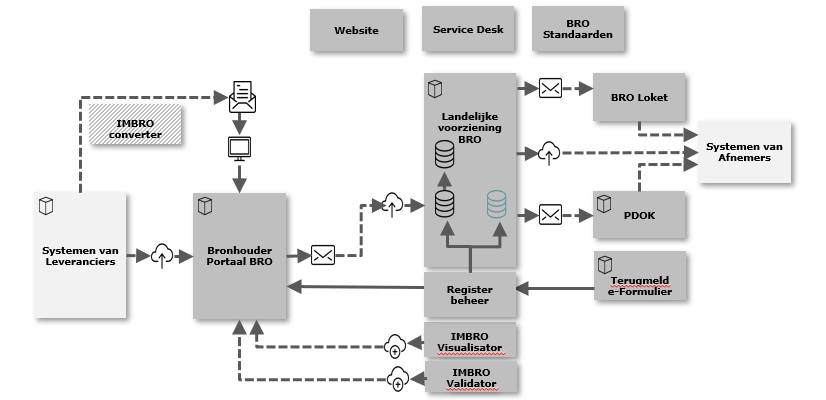 Website
Service Desk
BRO
Standaarden
IMBRO
converter
Landelijke
voorziening
BRO
BRO Loket
Systemen van
Afnemers
Systemen van
Leveranciers
Bronhouder
Portaal BRO
PDOK
Register
beheer
Terugmeld
e-Formulier
IMBRO
Visualisator
IMBRO
Validator